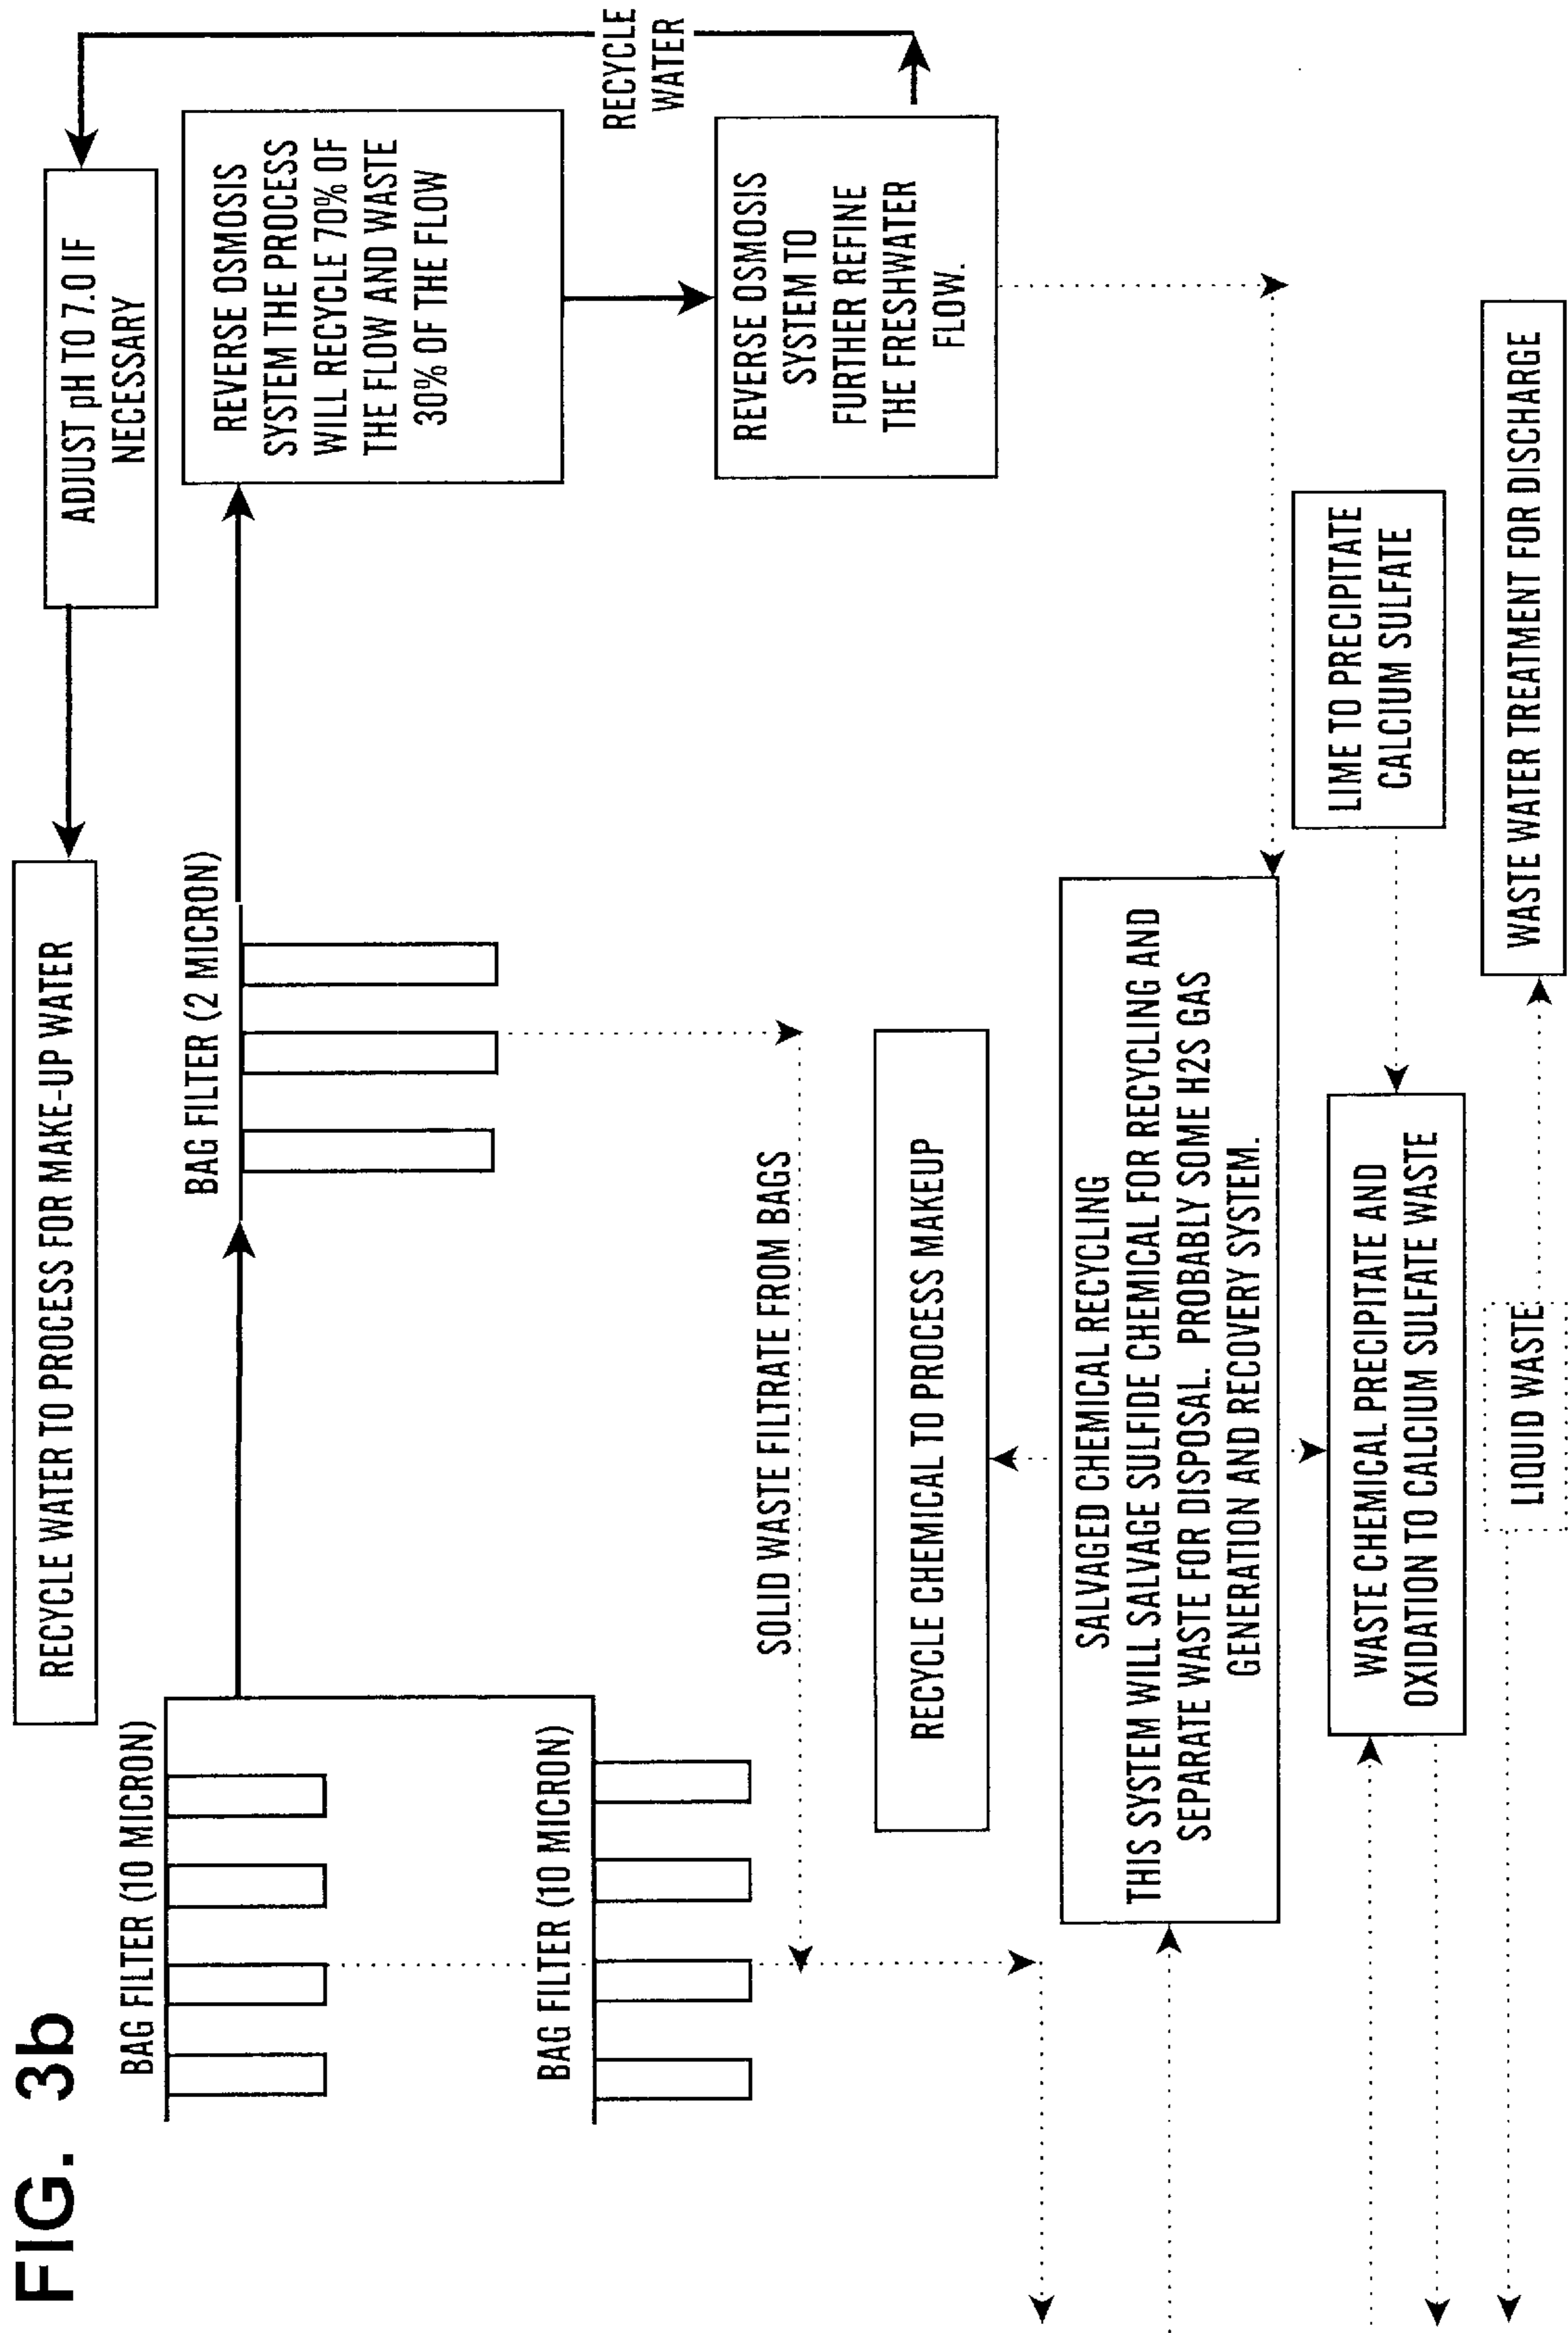 FIG. 3b
RECYCLE WATER TO PROCESS FOR MAKE-UP WATER
ADJUST pH TO 7.0 IF
NECESSARY
BAG FILTER (10 MICRON)
BAG FILTER (2 MICRON)
REVERSE OSMOSIS
SYSTEM THE PROCESS
WILL RECYCLE 70% OF
THE FLOW AND WASTE
30% OF THE FLOW
RECYCLE
WATER
BAG FILTER (10 MICRON)
REVERSE OSMOSIS
SYSTEM TO
FURTHER REFINE
THE FRESHWATER
FLOW.
SOLID WASTE FILTRATE FROM BAGS
RECYCLE CHEMICAL TO PROCESS MAKEUP
SALVAGED CHEMICAL RECYCLING
THIS SYSTEM WILL SALVAGE SULFIDE CHEMICAL FOR RECYCLING AND
SEPARATE WASTE FOR DISPOSAL. PROBABLY SOME H2S GAS
GENERATION AND RECOVERY SYSTEM.
LIME TO PRECIPITATE
CALCIUM SULFATE
WASTE CHEMICAL PRECIPITATE AND
OXIDATION TO CALCIUM SULFATE WASTE
LIQUID WASTE
WASTE WATER TREATMENT FOR DISCHARGE